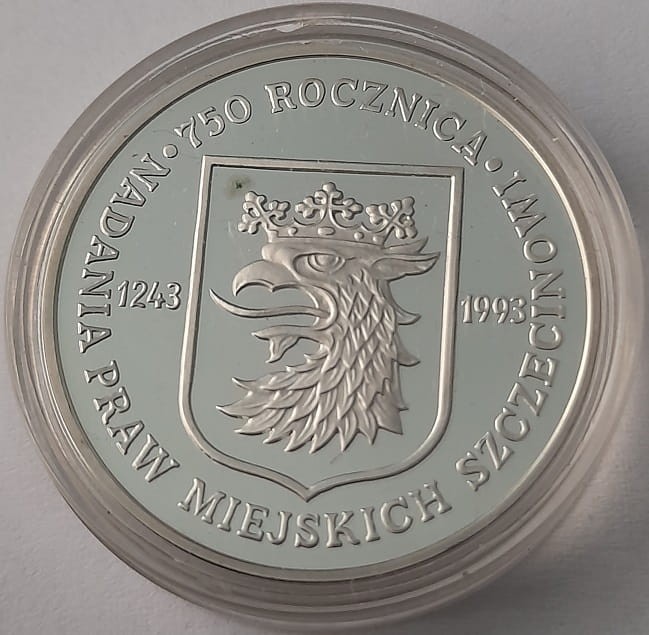 · 750 ROCZNICA ·
NADANIA PRAW MIEJSKICH SZCZECINOWI
1243
1993